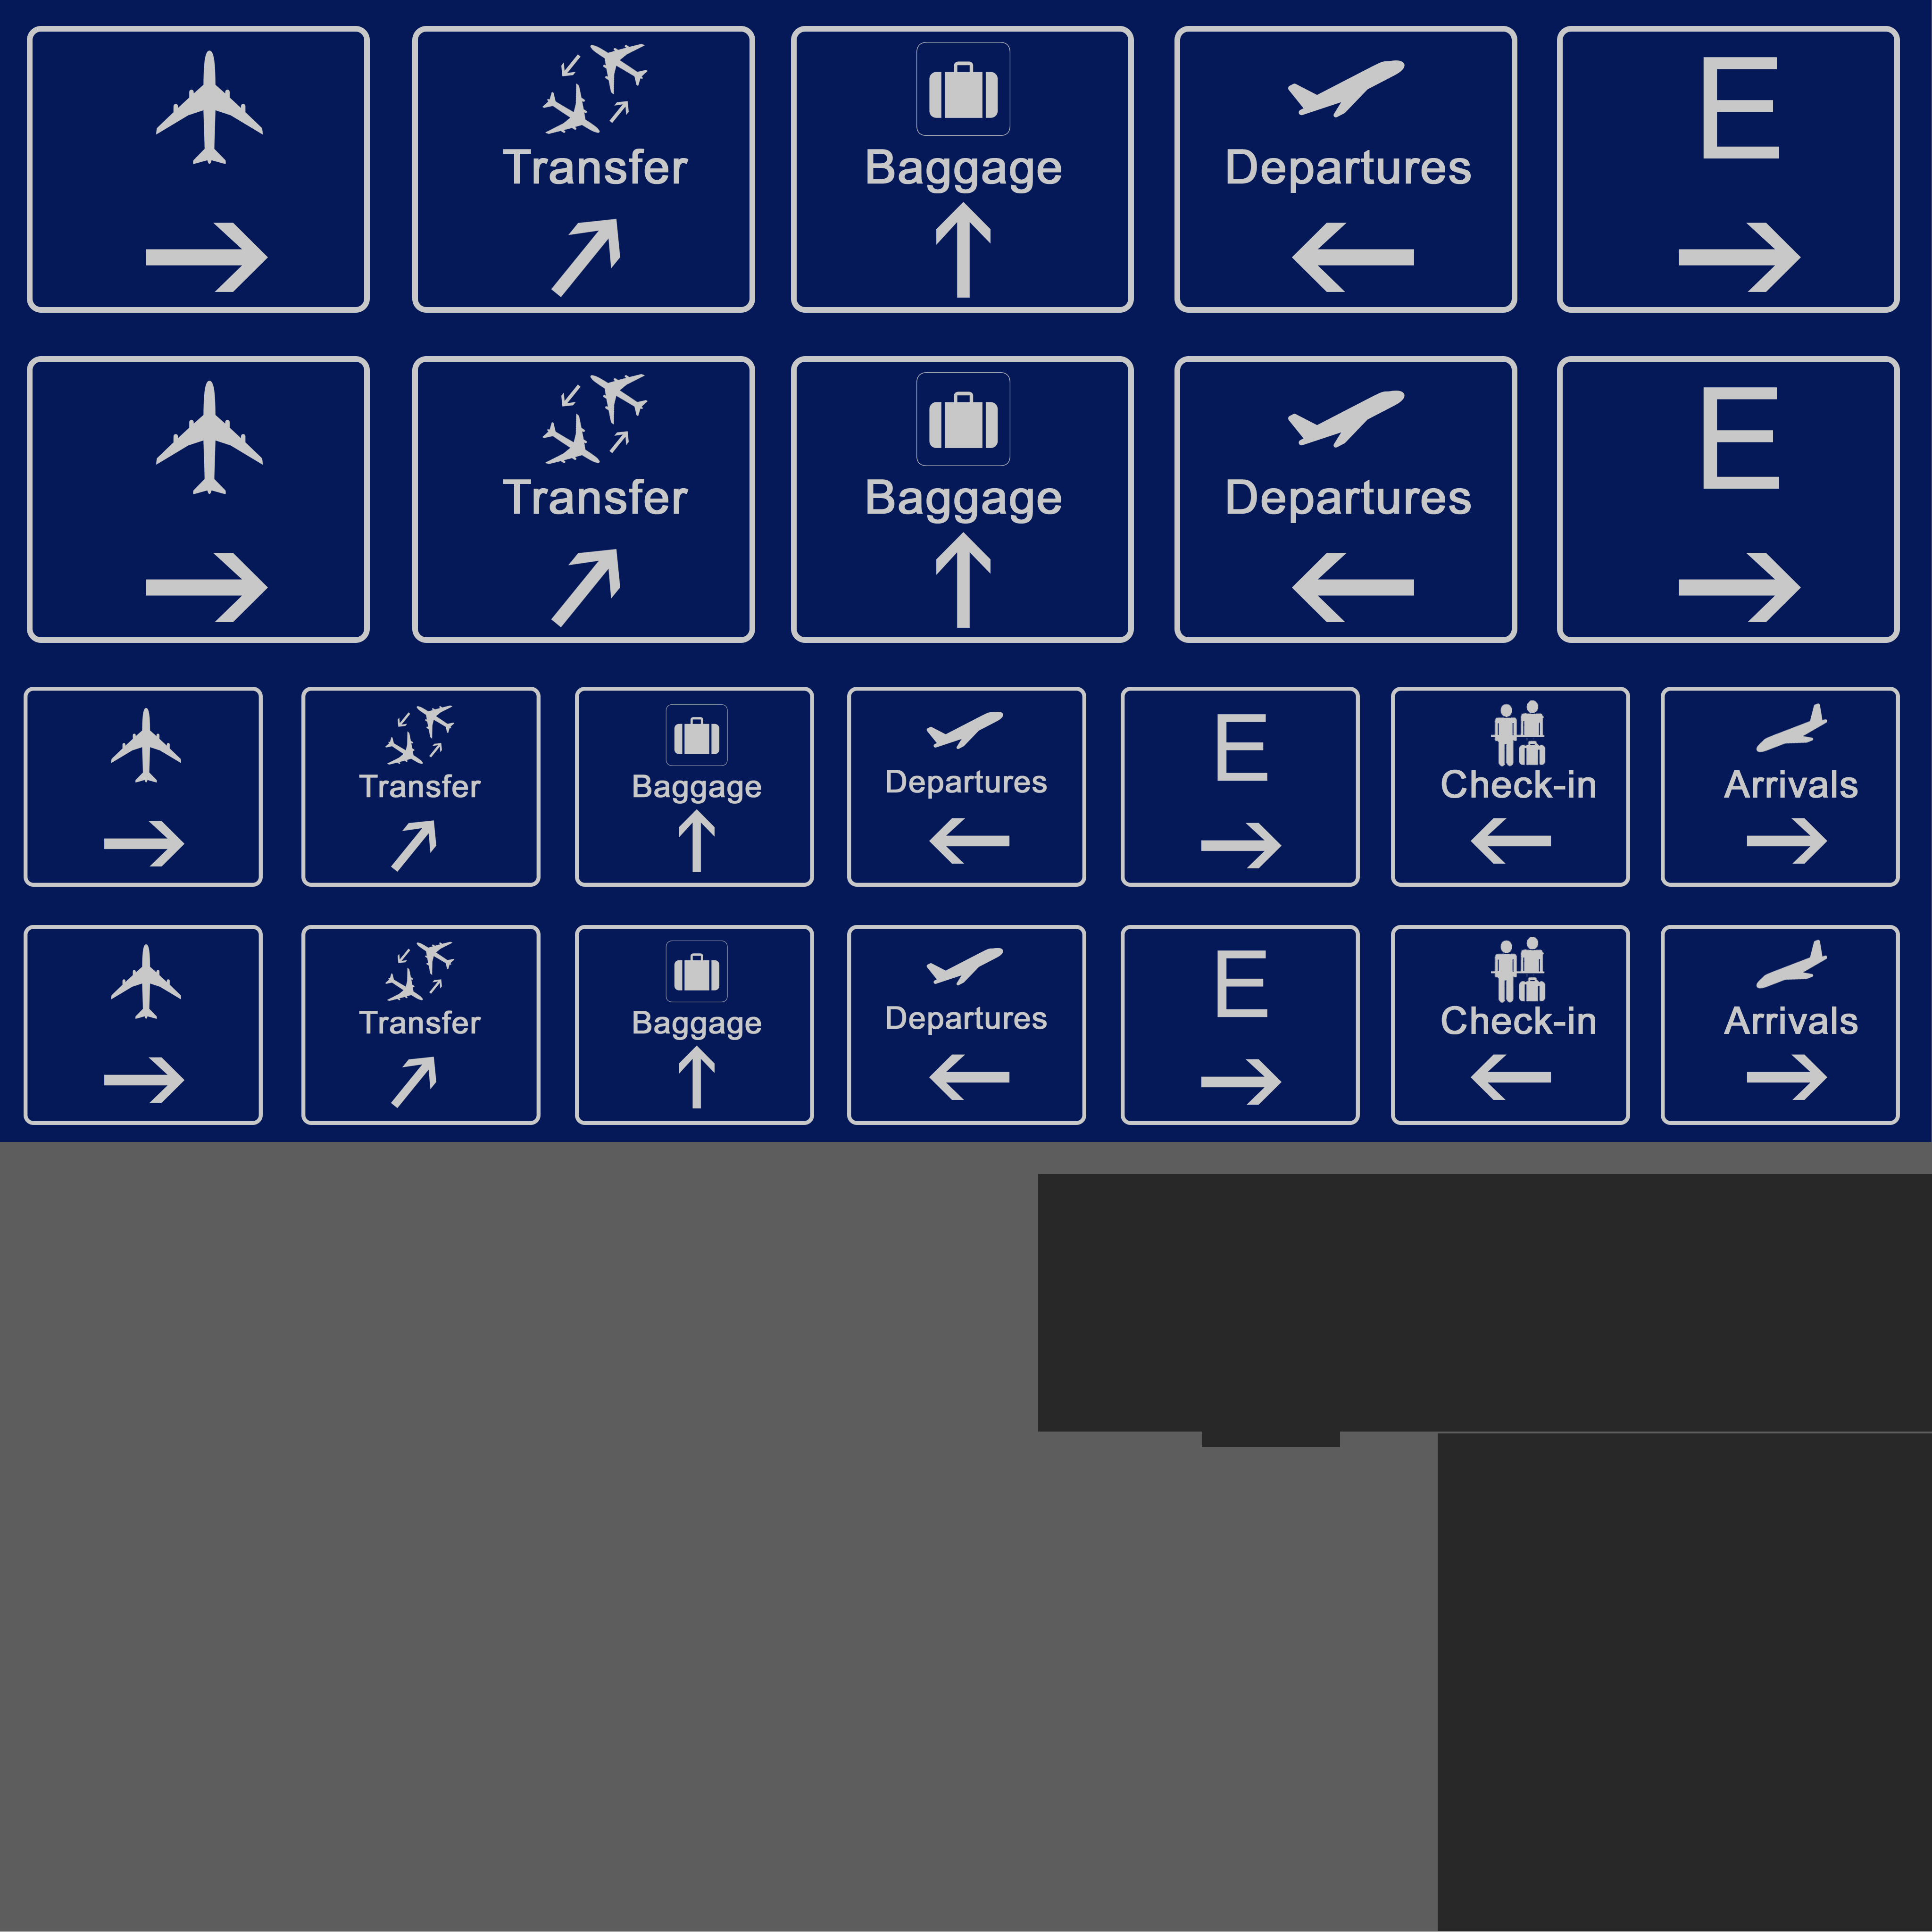 Transfer
Baggage
Departures
E
Transfer
Baggage
Departures
E
Transfer
Baggage
Departures
E
Check-in
Arrivals
Transfer
Baggage
Departures
E
Check-in
Arrivals